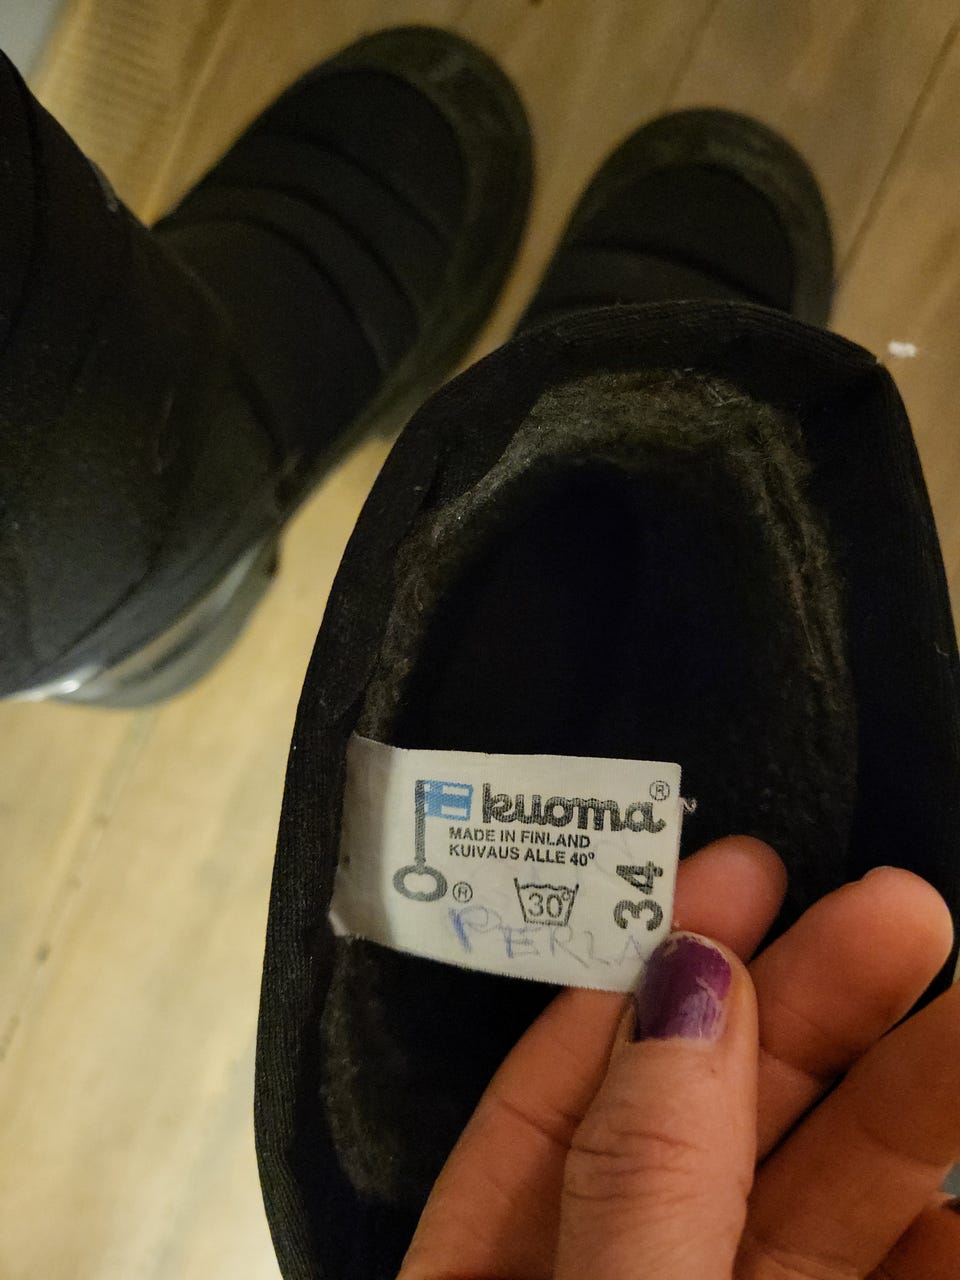 kuoma®
MADE IN FINLAND
KUIVAUS ALLE 40°
® 30° 34
PERLA